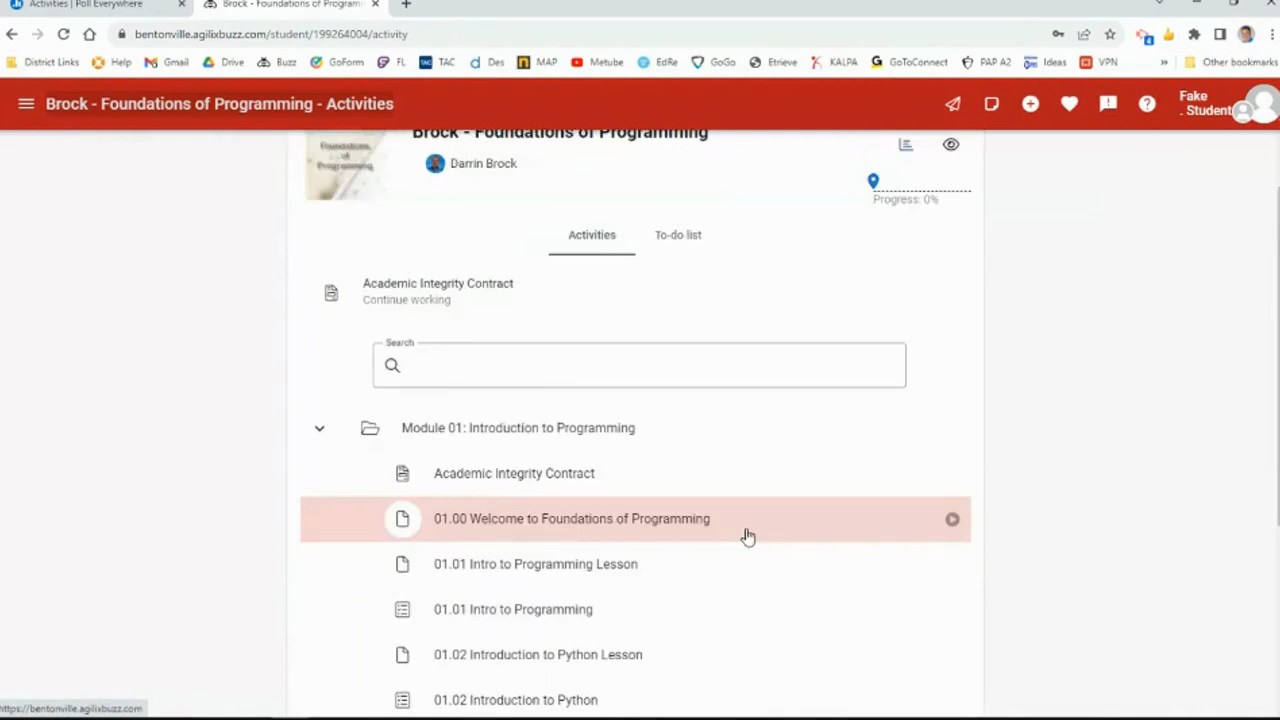 Activities | Poll Everywhere
Brock - Foundations of Program
bentonville.agilixbuzz.com/student/199264004/activity
District Links Help Gmail Drive Buzz GoForm FL TAC Des MAP Metube EdRe GoGo Etrieve KALPA GoToConnect PAP A2 Ideas VPN » Other bookmarks
Brock - Foundations of Programming - Activities
Fake
. Student
Foundations
of
Programming
Brock - Foundations of Programming
Darrin Brock
Progress: 0%
Activities To-do list
Academic Integrity Contract
Continue working
Search
Module 01: Introduction to Programming
Academic Integrity Contract
01.00 Welcome to Foundations of Programming
01.01 Intro to Programming Lesson
01.01 Intro to Programming
01.02 Introduction to Python Lesson
01.02 Introduction to Python
https://bentonville.agilixbuzz.com